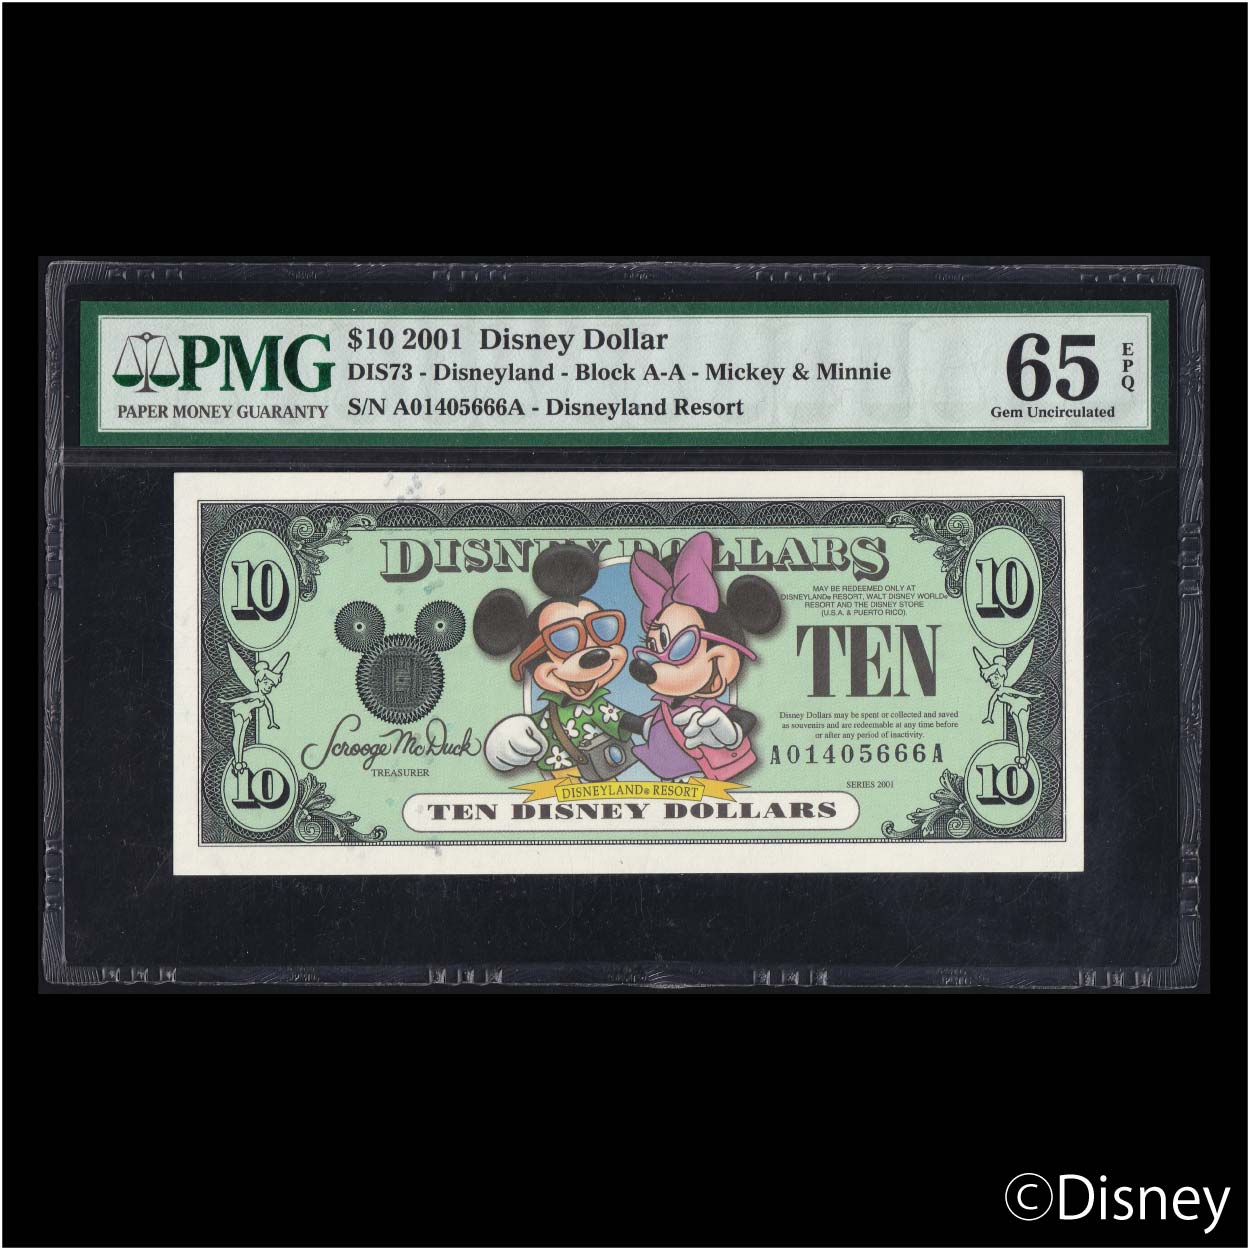 PMG
PAPER MONEY GUARANTY
$10 2001 Disney Dollar
DIS73 - Disneyland - Block A-A - Mickey & Minnie
S/N A01405666A - Disneyland Resort
65
EPQ
Gem Uncirculated
DISNEY DOLLARS
10
10
MAY BE REDEEMED ONLY AT
DISNEYLAND® RESORT, WALT DISNEY WORLD®
RESORT AND THE DISNEY STORE
(U.S.A. & PUERTO RICO).
TEN
Disney Dollars may be spent or collected and saved
as souvenirs and are redeemable at any time before
or after any period of inactivity.
Scrooge McDuck
TREASURER
A01405666A
SERIES 2001
10
10
DISNEYLAND® RESORT
TEN DISNEY DOLLARS
©Disney